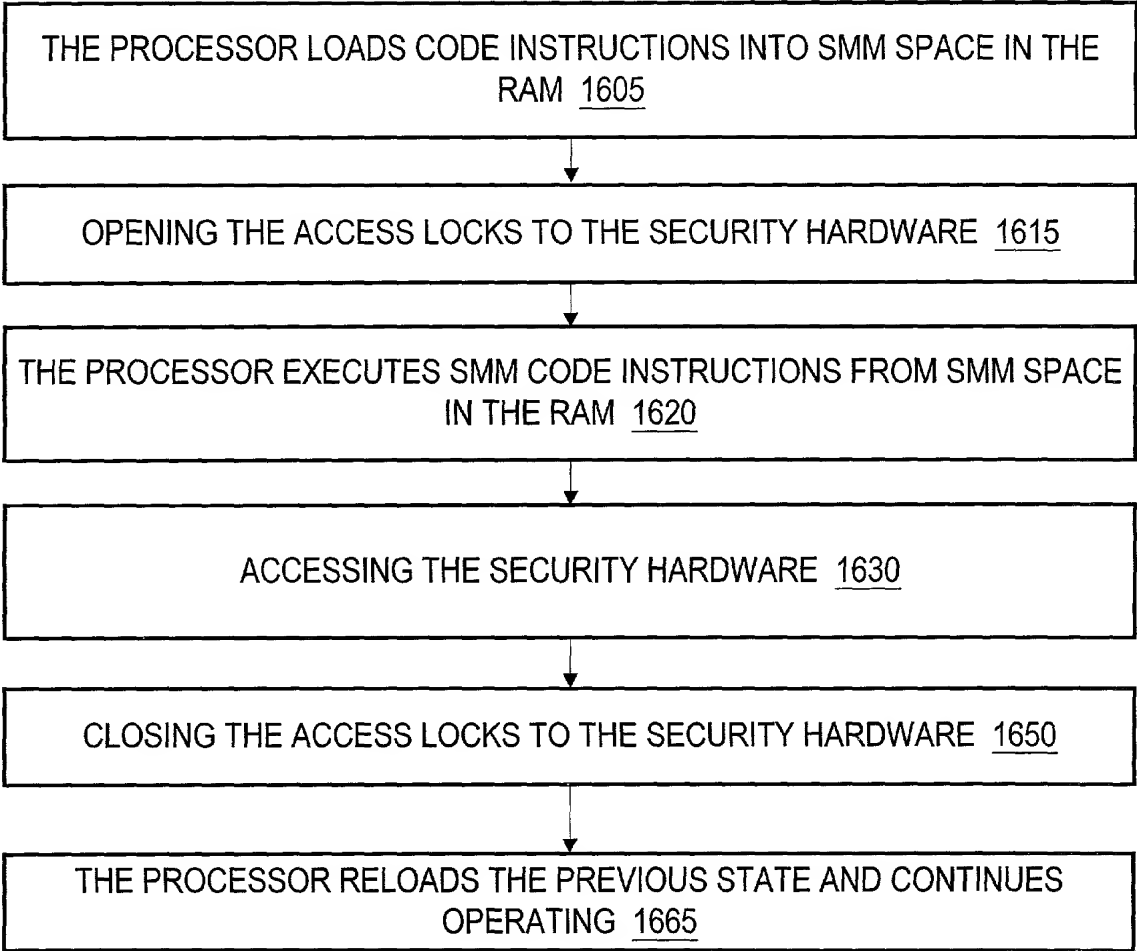 THE PROCESSOR LOADS CODE INSTRUCTIONS INTO SMM SPACE IN THE
RAM 1605
OPENING THE ACCESS LOCKS TO THE SECURITY HARDWARE 1615
THE PROCESSOR EXECUTES SMM CODE INSTRUCTIONS FROM SMM SPACE
IN THE RAM 1620
ACCESSING THE SECURITY HARDWARE 1630
CLOSING THE ACCESS LOCKS TO THE SECURITY HARDWARE 1650
THE PROCESSOR RELOADS THE PREVIOUS STATE AND CONTINUES
OPERATING 1665